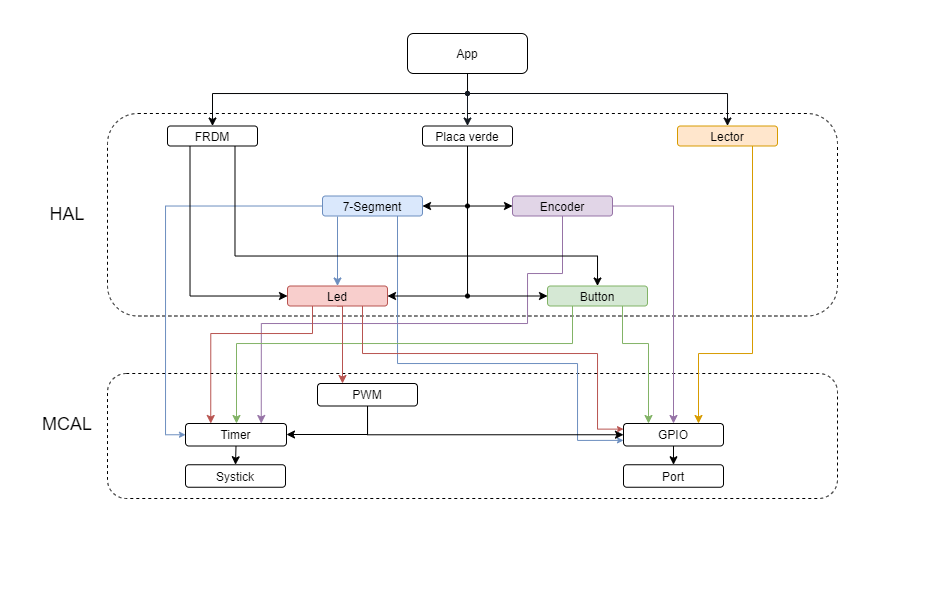 App
FRDM
Placa verde
Lector
HAL
7-Segment
Encoder
Led
Button
MCAL
PWM
Timer
GPIO
Systick
Port